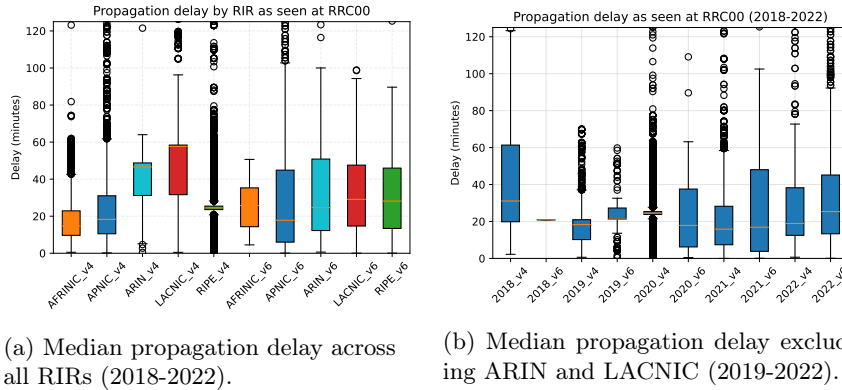 Propagation delay by RIR as seen at RRC00
Delay (minutes)
120
100
80
60
40
20
0
AFRINIC_v4
APNIC_v4
ARIN_v4
LACNIC_v4
RIPE_v4
AFRINIC_v6
APNIC_v6
ARIN_v6
LACNIC_v6
RIPE_v6
(a) Median propagation delay across
all RIRs (2018-2022).
Propagation delay as seen at RRC00 (2018-2022)
Delay (minutes)
120
100
80
60
40
20
0
2018_v4
2018_v6
2019_v4
2019_v6
2020_v4
2020_v6
2021_v4
2021_v6
2022_v4
(b) Median propagation delay exclu
ing ARIN and LACNIC (2019-2022).